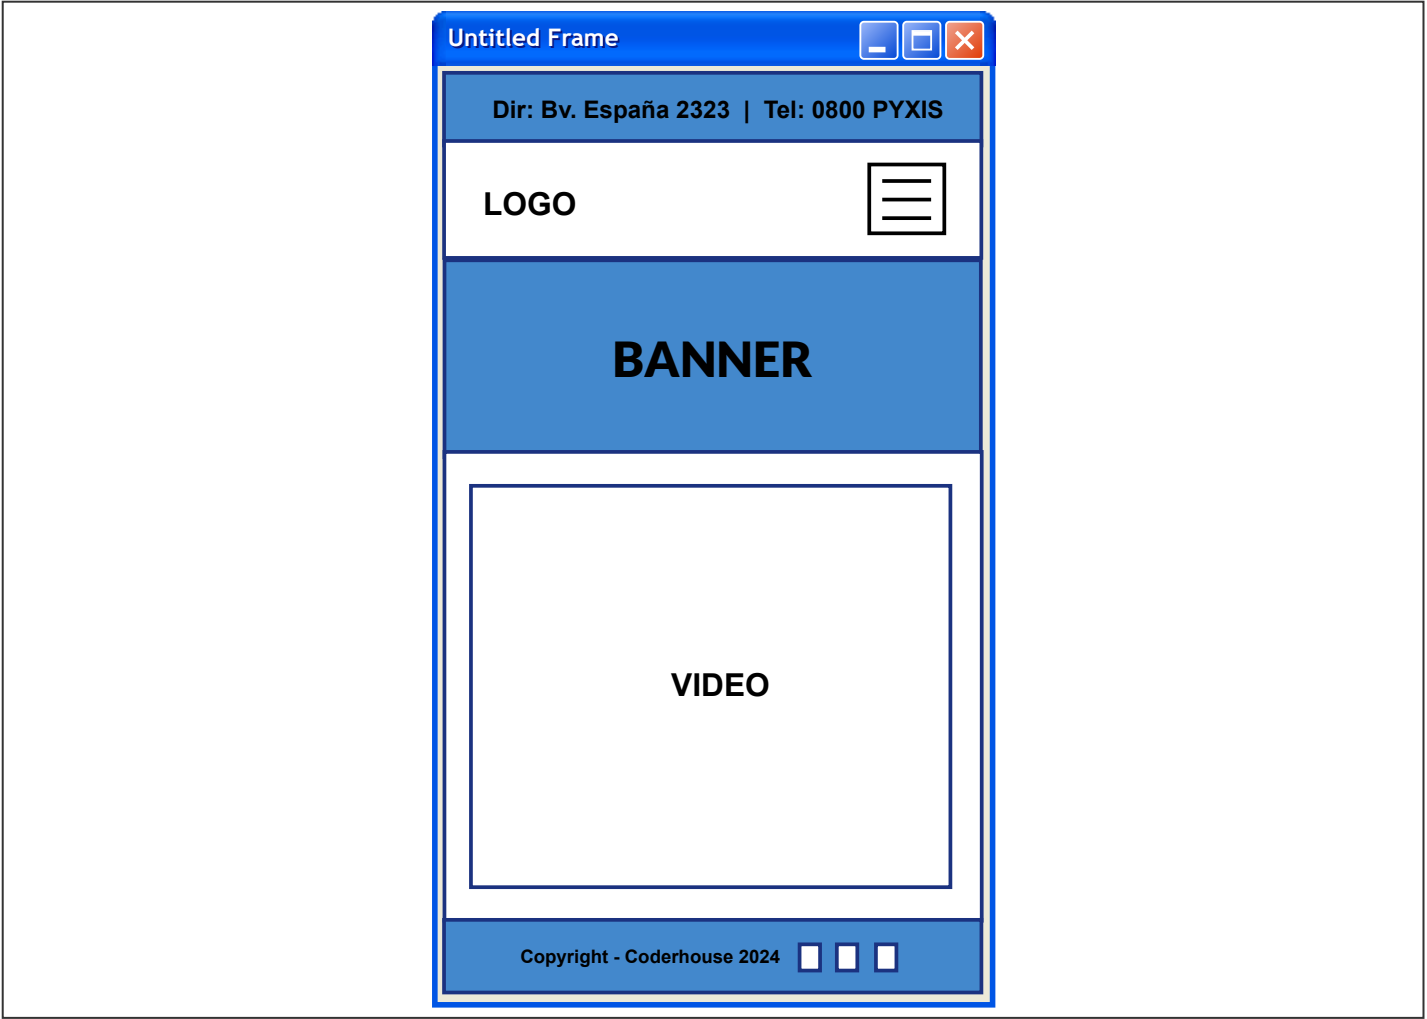 Untitled Frame
Dir: Bv. España 2323 | Tel: 0800 PYXIS
LOGO
BANNER
VIDEO
Copyright - Coderhouse 2024